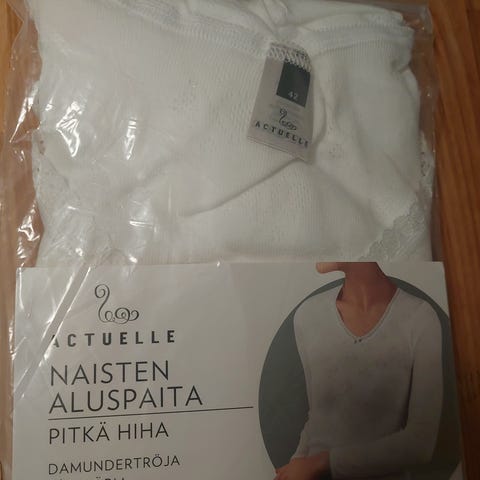 42
ACTUELLE
ACTUELLE
NAISTEN
ALUSPAITA
PITKÄ HIHA
DAMUNDERTRÖJA